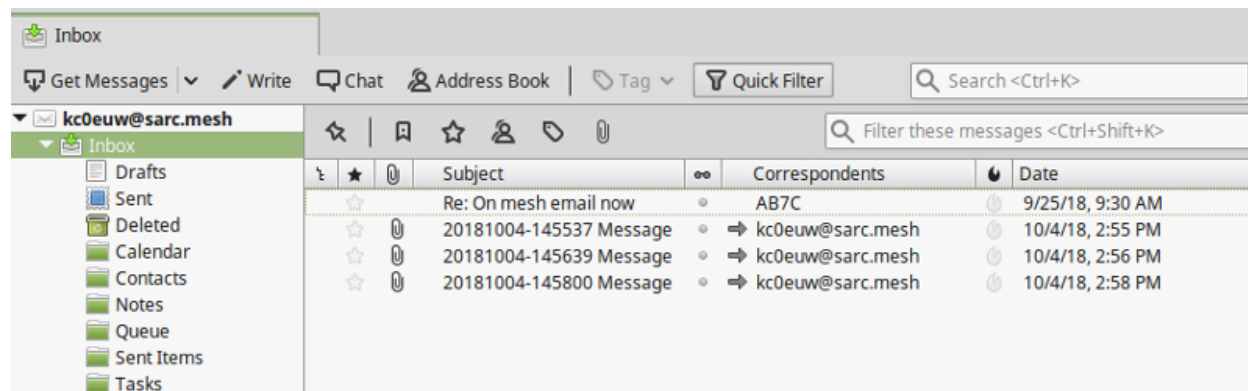 Inbox
Get Messages Write Chat Address Book Tag Quick Filter Search <Ctrl+K>
kc0euw@sarc.mesh
Filter these messages <Ctrl+Shift+K>
Inbox
Drafts
Sent
Deleted
Calendar
Contacts
Notes
Queue
Sent Items
Tasks
Subject Correspondents Date
Re: On mesh email now AB7C 9/25/18, 9:30 AM
20181004-145537 Message kc0euw@sarc.mesh 10/4/18, 2:55 PM
20181004-145639 Message kc0euw@sarc.mesh 10/4/18, 2:56 PM
20181004-145800 Message kc0euw@sarc.mesh 10/4/18, 2:58 PM